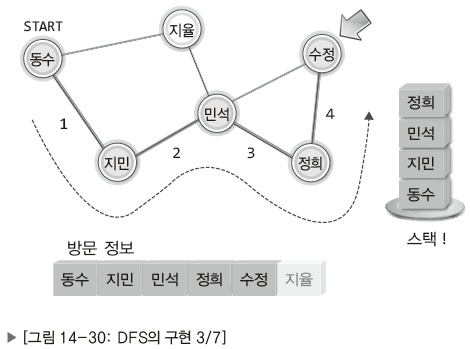 START
동수
지율
수정
민석
지민
정희
1
2
3
4
정희
민석
지민
동수
스택 !
방문 정보
동수 지민 민석 정희 수정 지율
▶ [그림 14-30: DFS의 구현 3/7]